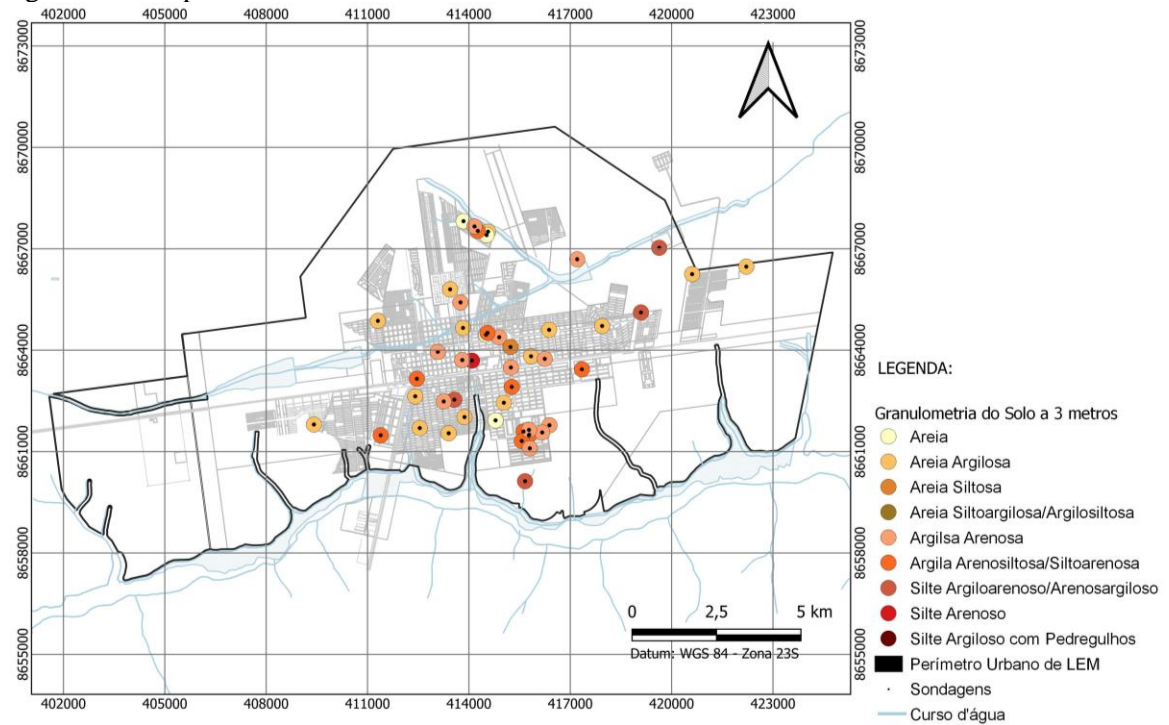 402000 405000 408000 411000 414000 417000 420000 423000
8673000 8673000
8670000 8670000
8667000 8667000
8664000 8664000
8661000 8661000
8658000 8658000
8655000 8655000
LEGENDA:
Granulometria do Solo a 3 metros
Areia
Areia Argilosa
Areia Siltosa
Areia Siltoargilosa/Argilosiltosa
Argilsa Arenosa
Argila Arenosiltosa/Siltoarenosa
Silte Argiloarenoso/Arenosargiloso
Silte Arenoso
Silte Argiloso com Pedregulhos
Perímetro Urbano de LEM
Sondagens
Curso d'água
0 2,5 5 km
Datum: WGS 84 - Zona 23S
402000 405000 408000 411000 414000 417000 420000 423000